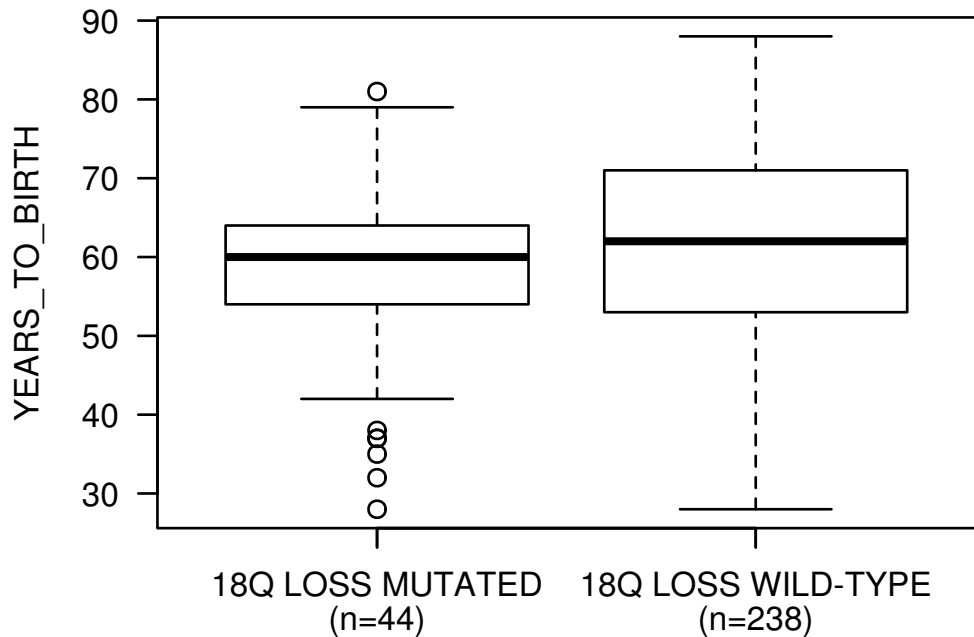 90
80
70
60
50
40
30
YEARS_TO_BIRTH
18Q LOSS MUTATED
(n=44)
18Q LOSS WILD-TYPE
(n=238)